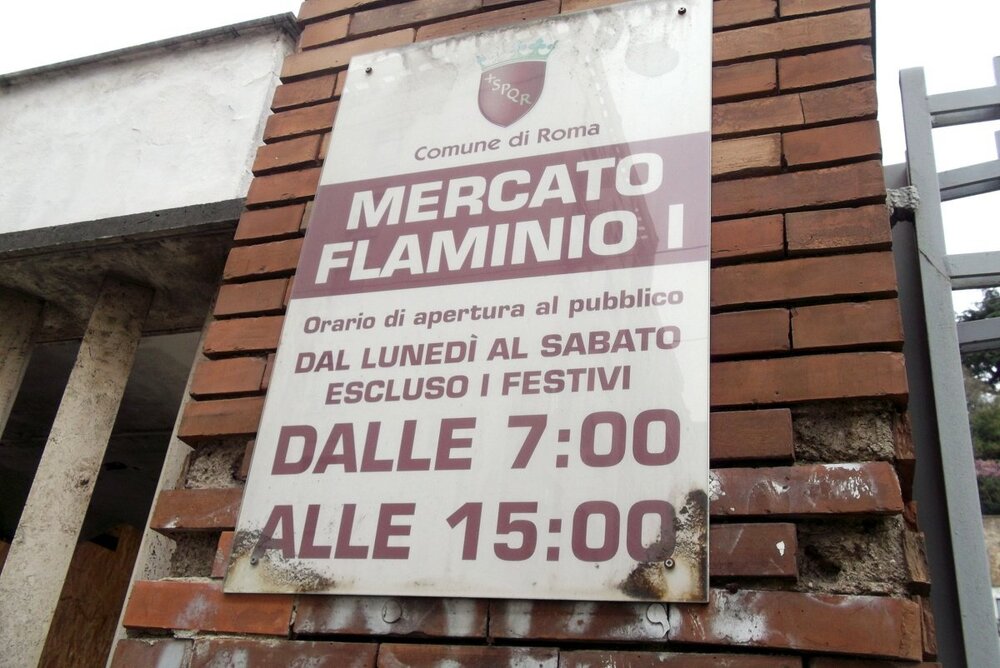 XSPQR
Comune di Roma
MERCATO
FLAMINIO I
Orario di apertura al pubblico
DAL LUNEDÌ AL SABATO
ESCLUSO I FESTIVI
DALLE 7:00
ALLE 15:00